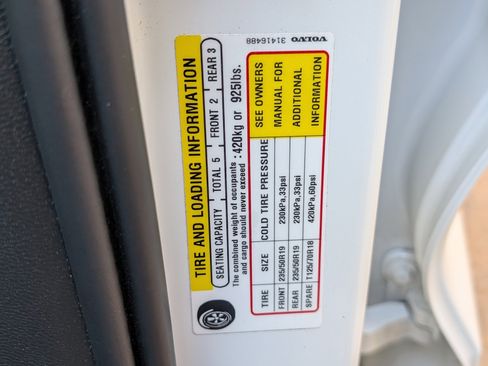 TIRE AND LOADING INFORMATION
SEATING CAPACITY TOTAL 5 FRONT 2 REAR 3
The combined weight of occupants
and cargo should never exceed : 420kg or 925lbs.
TIRE SIZE COLD TIRE PRESSURE SEE OWNERS
FRONT 235/50R19 230kPa,33psi MANUAL FOR
REAR 235/50R19 230kPa,33psi ADDITIONAL
SPARE T125/70R18 420kPa,60psi INFORMATION
VOLVO 31416488